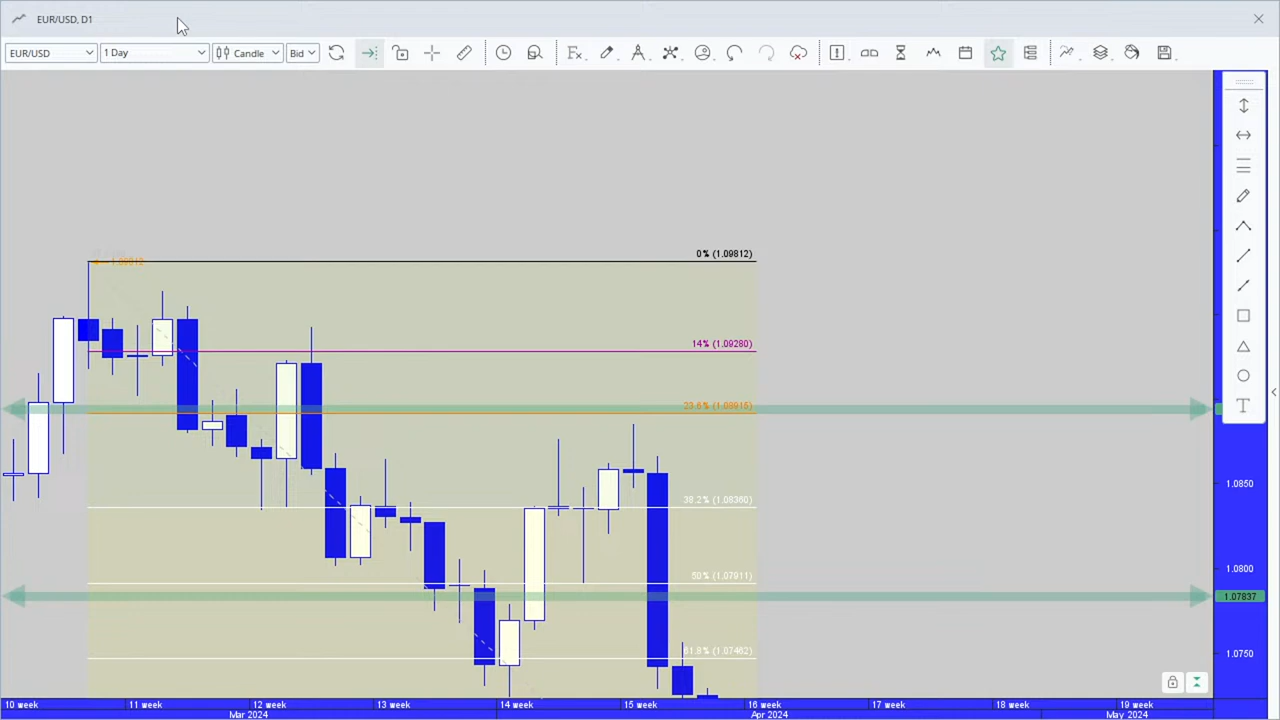 EUR/USD, D1
EUR/USD 1 Day Candle Bid
0% (1.09812)
1.09812
14% (1.09280)
23.6% (1.08915)
38.2% (1.08360)
1.0850
1.0800
50% (1.07911)
1.07837
61.8% (1.07462)
1.0750
10 week 11 week 12 week 13 week 14 week 15 week 16 week 17 week 18 week 19 week
Mar 2024 Apr 2024 May 2024